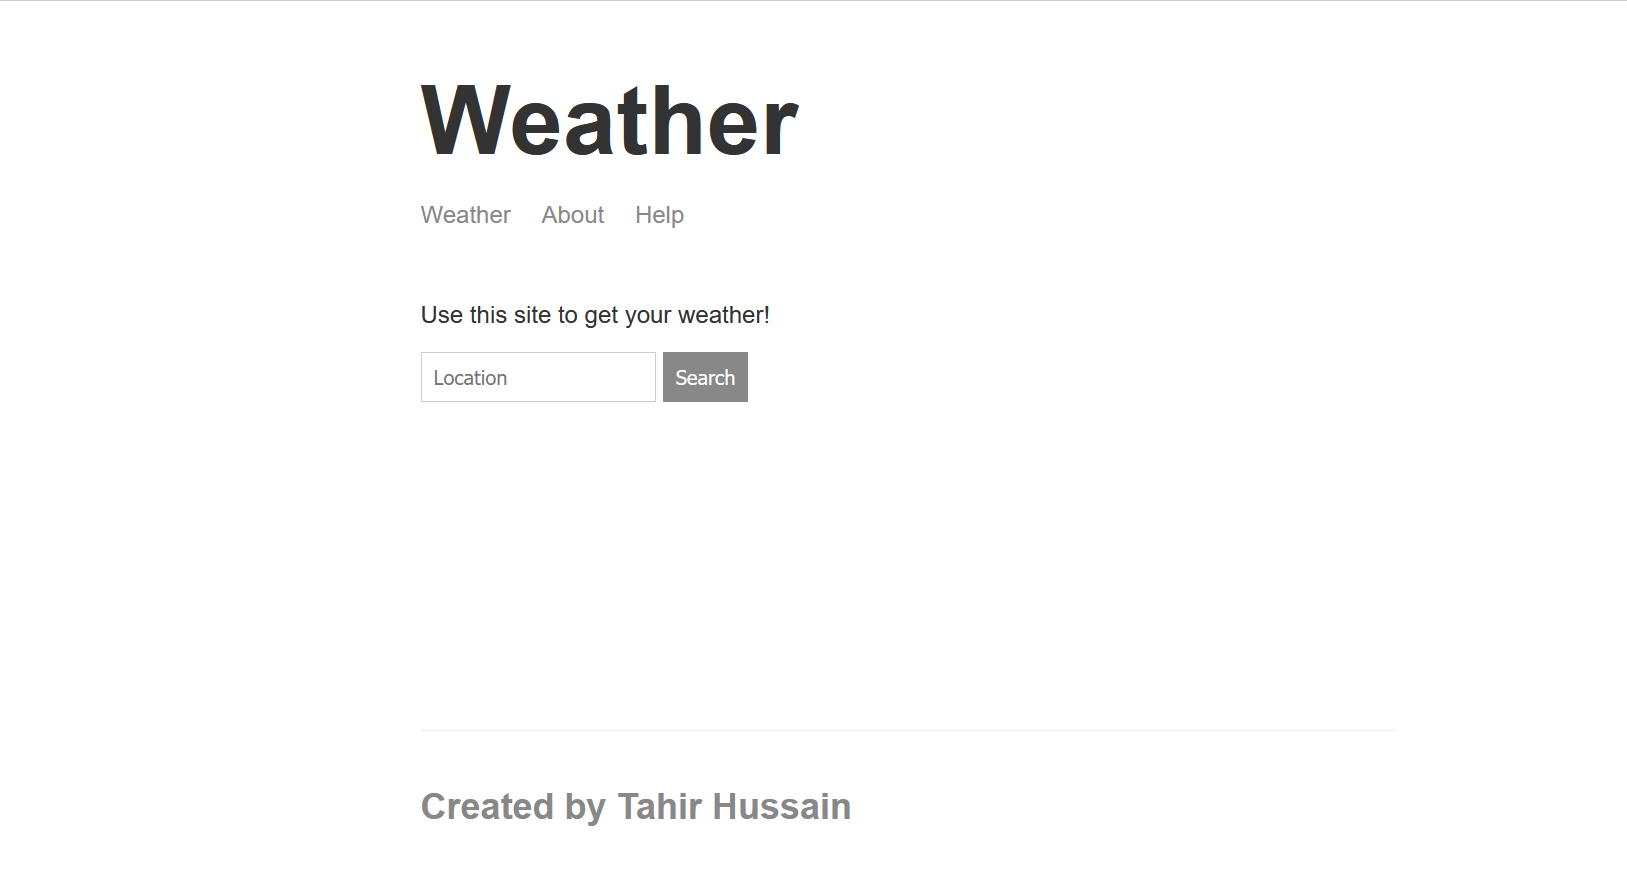 Weather
Weather About Help
Use this site to get your weather!
Location Search
Created by Tahir Hussain